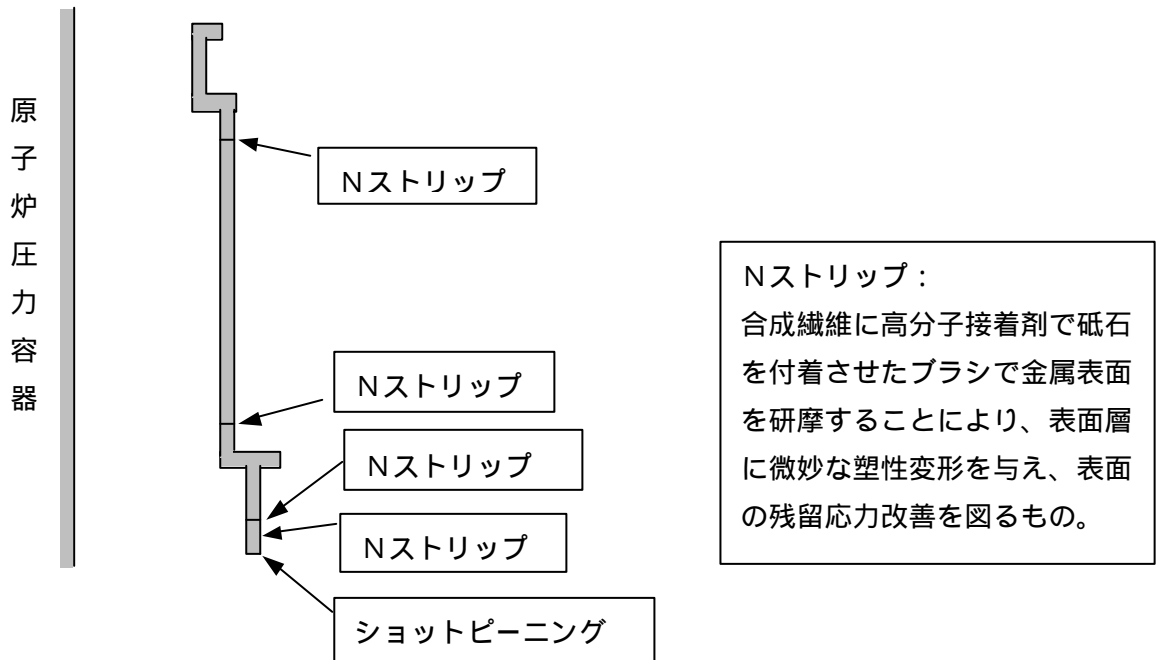 原子炉圧力容器
Nストリップ
Nストリップ
Nストリップ
Nストリップ
ショットピーニング
Nストリップ：
合成繊維に高分子接着剤で砥石
を付着させたブラシで金属表面
を研摩することにより、表面層
に微妙な塑性変形を与え、表面
の残留応力改善を図るもの。